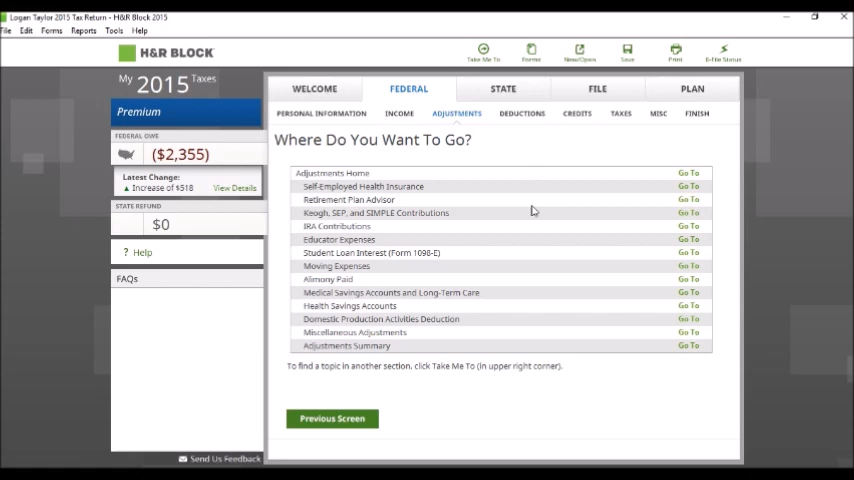 Logan Taylor 2015 Tax Return - H&R Block 2015
File Edit Forms Reports Tools Help
H&R BLOCK
Take Me To Forms New/Open Save Print E-File Status
My 2015 Taxes
Premium
FEDERAL OWE
($2,355)
Latest Change:
▲ Increase of $518 View Details
STATE REFUND
$0
? Help
FAQs
Send Us Feedback
WELCOME FEDERAL STATE FILE PLAN
PERSONAL INFORMATION INCOME ADJUSTMENTS DEDUCTIONS CREDITS TAXES MISC FINISH
Where Do You Want To Go?
Adjustments Home Go To
Self-Employed Health Insurance Go To
Retirement Plan Advisor Go To
Keogh, SEP, and SIMPLE Contributions Go To
IRA Contributions Go To
Educator Expenses Go To
Student Loan Interest (Form 1098-E) Go To
Moving Expenses Go To
Alimony Paid Go To
Medical Savings Accounts and Long-Term Care Go To
Health Savings Accounts Go To
Domestic Production Activities Deduction Go To
Miscellaneous Adjustments Go To
Adjustments Summary Go To
To find a topic in another section, click Take Me To (in upper right corner).
Previous Screen